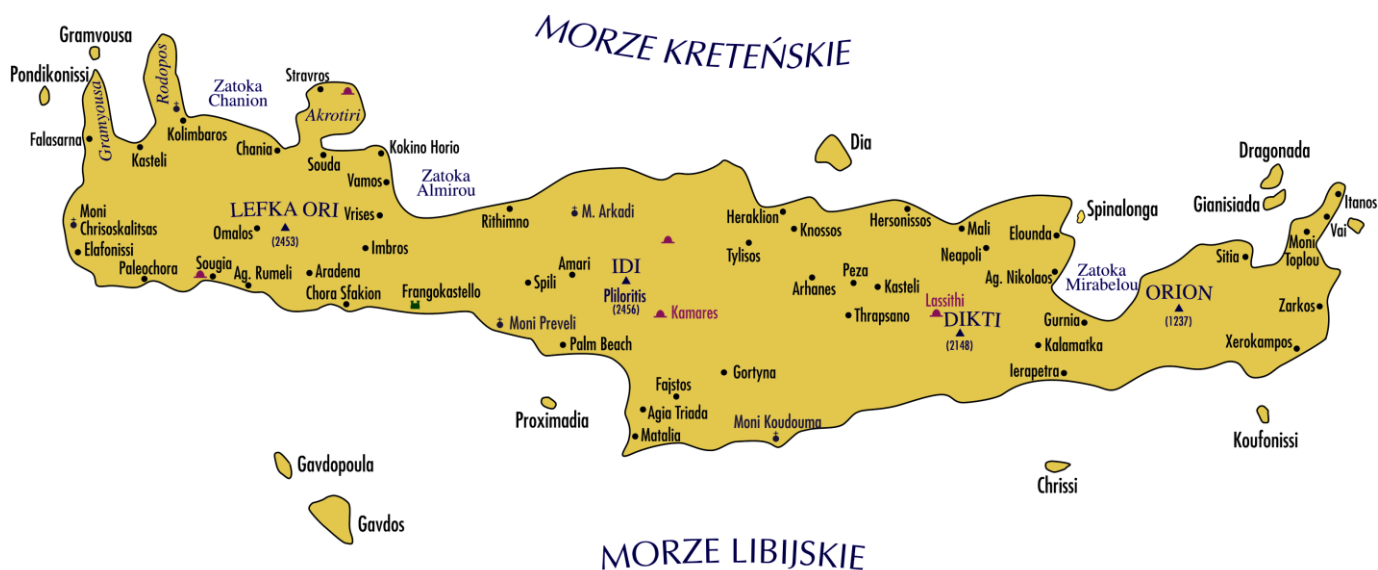 MORZE KRETEŃSKIE
Gramvousa
Pondikonissi
Gramyousa
Rodopos
Zatoka
Chanion
Stravros
Akrotiri
Falasarna
Kasteli
Kolimbaros
Chania
Souda
Kokino Horio
Vamos
Zatoka
Almirou
Dia
Dragonada
Gianisiada
Itanos
Vai
Spinalonga
Moni
Chrisoskalitsas
Elafonissi
LEFKA ORI
(2453)
Omalos
Vrises
Imbros
Rithimno
M. Arkadi
Heraklion
Knossos
Tylisos
Hersonissos
Mali
Neapoli
Elounda
Moni
Toplou
Sitia
Paleochora
Sougia
Ag. Rumeli
Aradena
Chora Sfakion
Frangokastello
Spili
Amari
IDI
Pliloritis
(2456)
Kamares
Arhanes
Peza
Kasteli
Thrapsano
Lassithi
DIKTI
(2148)
Ag. Nikolaos
Zatoka
Mirabelou
ORION
(1237)
Zarkos
Xerokampos
Gurnia
Kalamatka
Ierapetra
Moni Preveli
Palm Beach
Gortyna
Fajstos
Agia Triada
Matalia
Moni Koudouma
Proximadia
Koufonissi
Chrissi
Gavdopoula
Gavdos
MORZE LIBIJSKIE